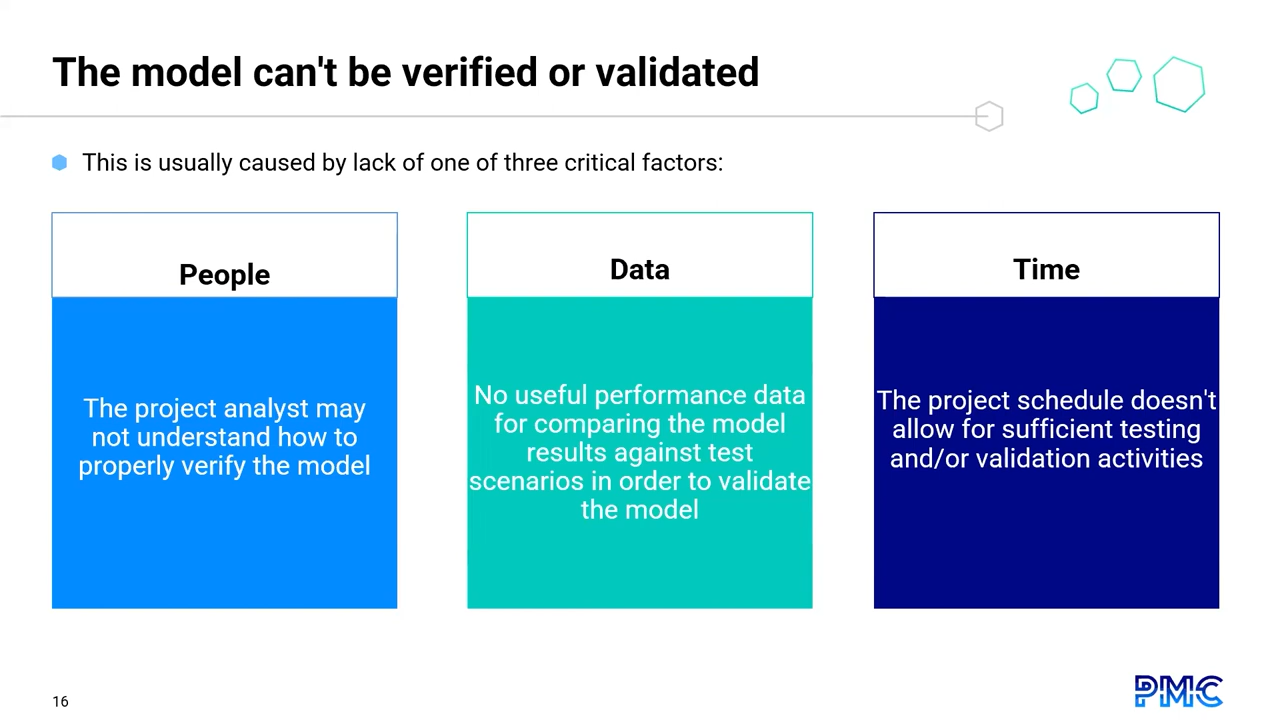 The model can't be verified or validated
This is usually caused by lack of one of three critical factors:
People
The project analyst may
not understand how to
properly verify the model
Data
No useful performance data
for comparing the model
results against test
scenarios in order to validate
the model
Time
The project schedule doesn't
allow for sufficient testing
and/or validation activities
16
PMC